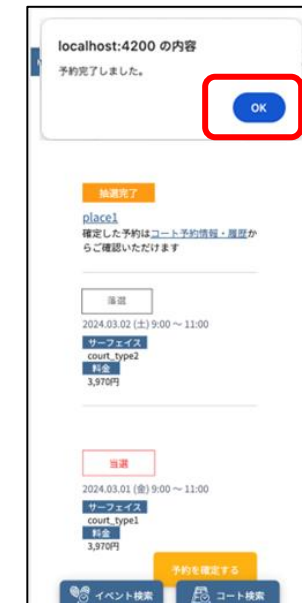 localhost:4200 の内容
予約完了しました。
OK
抽選完了
place1
確定した予約はコート予約情報・履歴か
らご確認いただけます
落選
2024.03.02 (土) 9:00 ～ 11:00
サーフェイス
court_type2
料金
3,970円
当選
2024.03.01 (金) 9:00 ～ 11:00
サーフェイス
court_type1
料金
3,970円
予約を確定する
イベント検索
コート検索